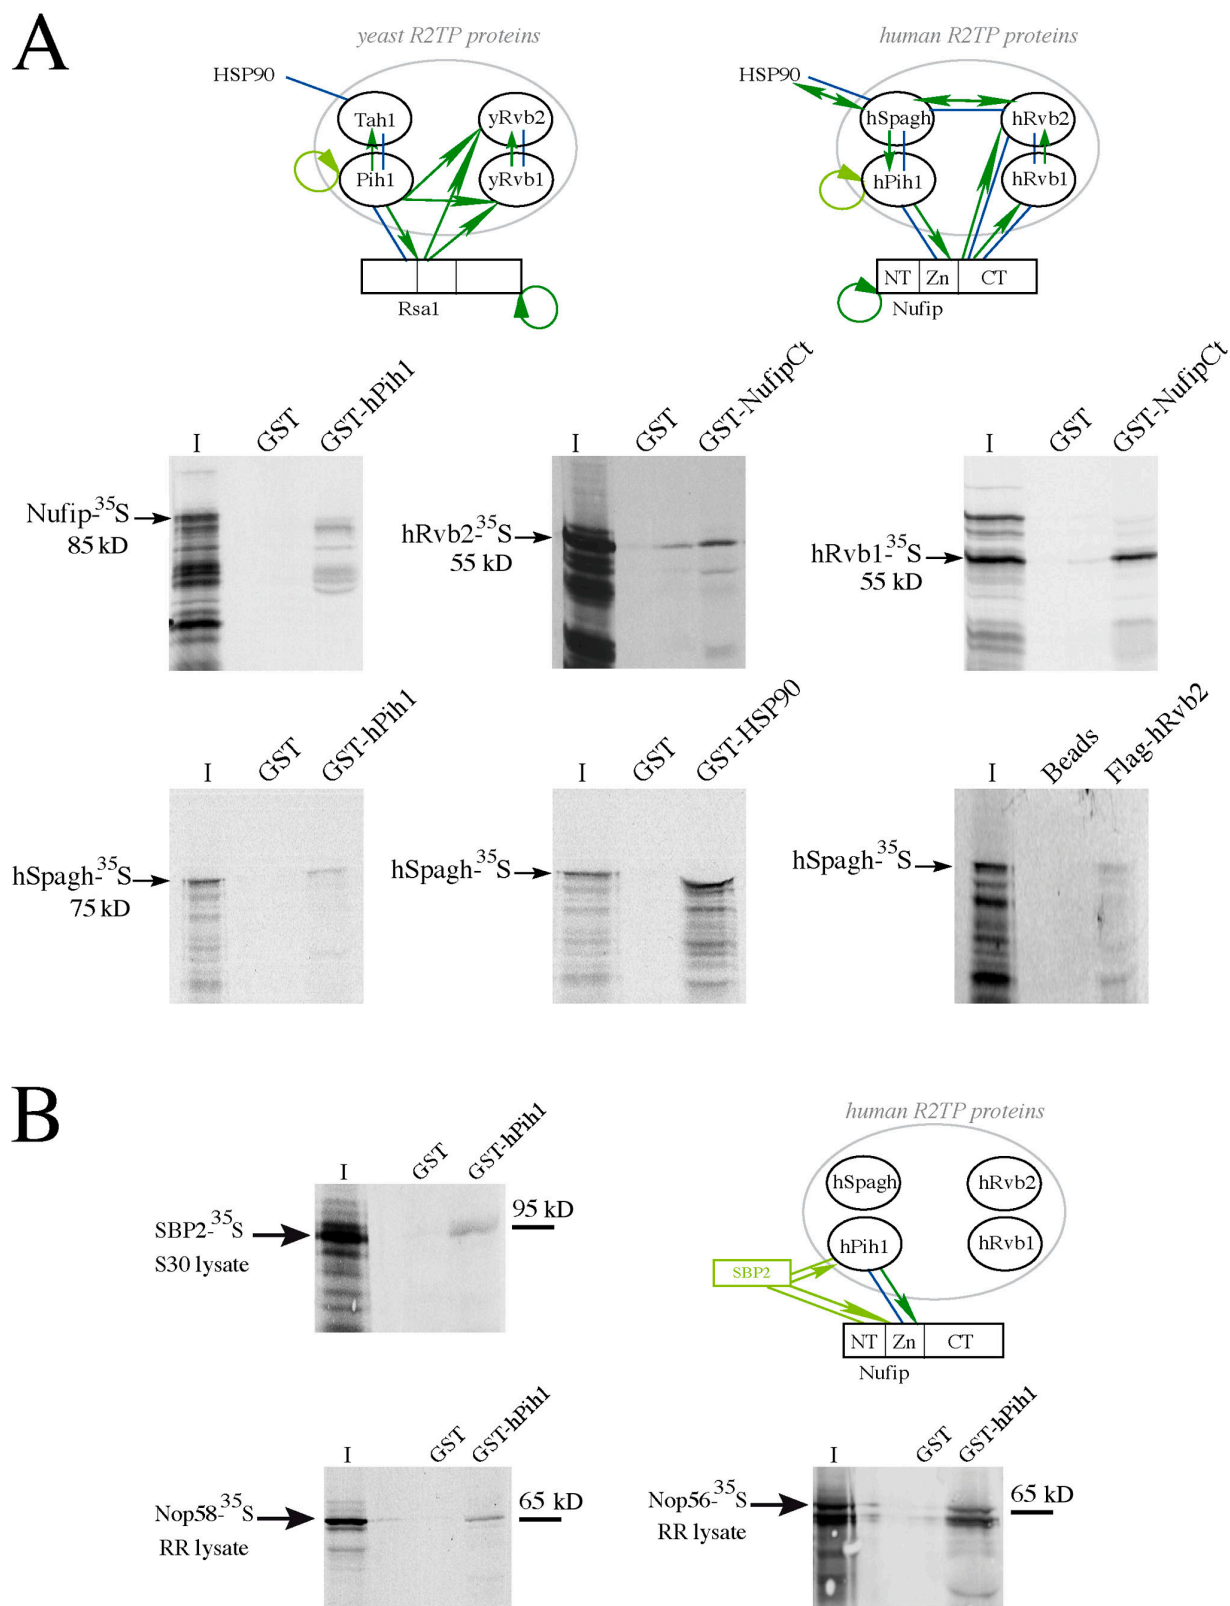 A
yeast R2TP proteins
HSP90
Tah1
yRvb2
Pih1
yRvb1
Rsa1
human R2TP proteins
HSP90
hSpagh
hRvb2
hPih1
hRvb1
NT Zn CT
Nufip
I GST GST-hPih1
Nufip-35S
85 kD
I GST GST-NufipCt
hRvb2-35S
55 kD
I GST GST-NufipCt
hRvb1-35S
55 kD
I GST GST-hPih1
hSpagh-35S
75 kD
I GST GST-HSP90
hSpagh-35S
I Beads Flag-hRvb2
hSpagh-35S
B
I GST GST-hPih1
SBP2-35S
S30 lysate
95 kD
human R2TP proteins
hSpagh
hRvb2
hPih1
hRvb1
SBP2
NT Zn CT
Nufip
I GST GST-hPih1
Nop58-35S
RR lysate
65 kD
I GST GST-hPih1
Nop56-35S
RR lysate
65 kD